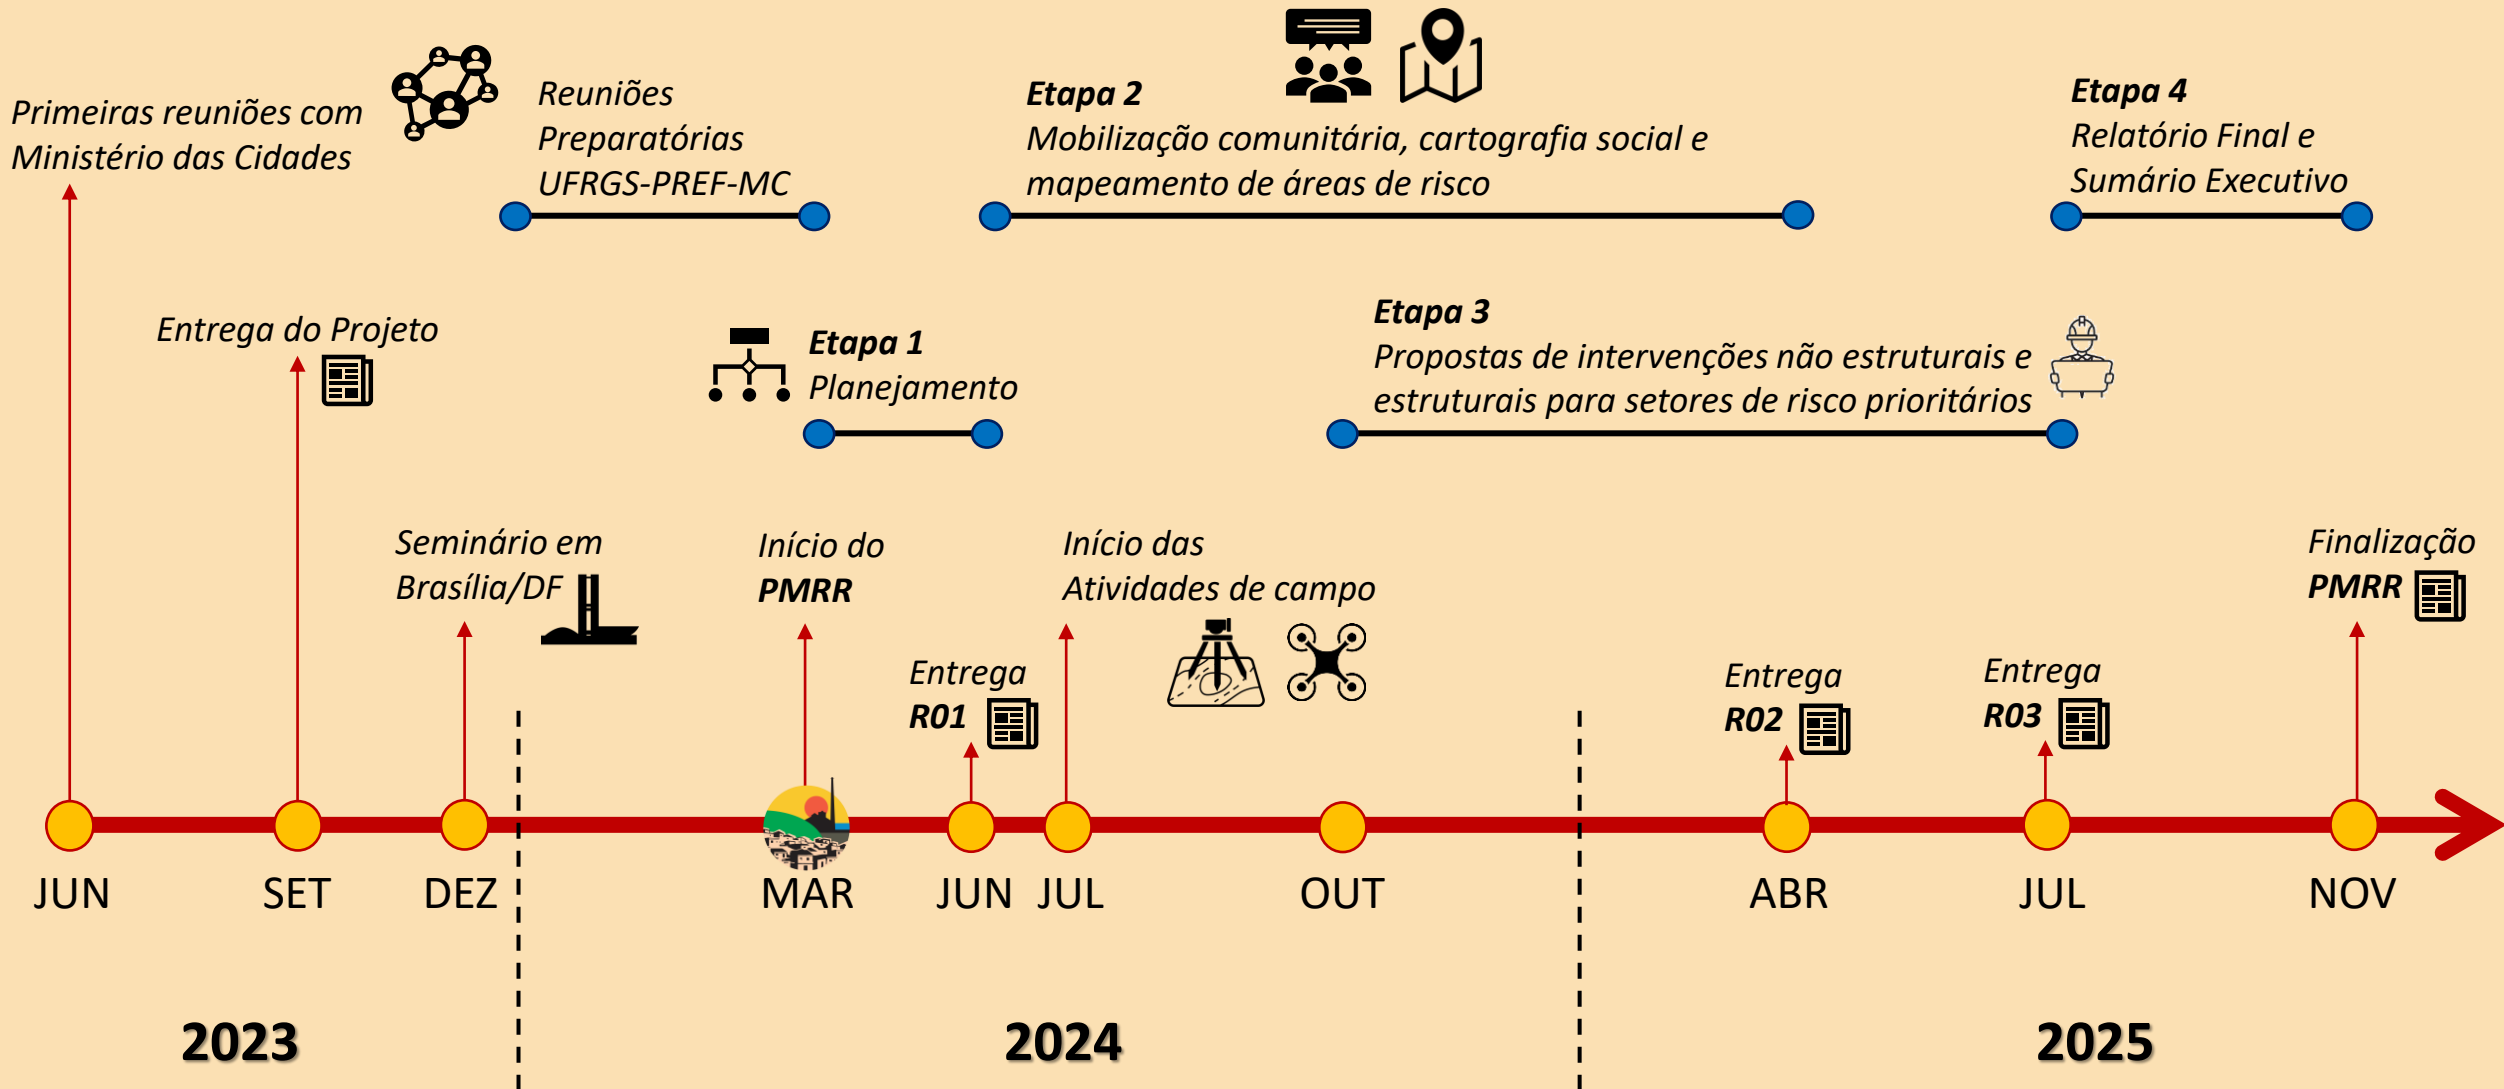 Primeiras reuniões com
Ministério das Cidades
Reuniões
Preparatórias
UFRGS-PREF-MC
Etapa 2
Mobilização comunitária, cartografia social e
mapeamento de áreas de risco
Etapa 4
Relatório Final e
Sumário Executivo
Entrega do Projeto
Etapa 1
Planejamento
Etapa 3
Propostas de intervenções não estruturais e
estruturais para setores de risco prioritários
Seminário em
Brasília/DF
Início do
PMRR
Entrega
R01
Início das
Atividades de campo
Entrega
R02
Entrega
R03
Finalização
PMRR
JUN
SET
DEZ
MAR
JUN
JUL
OUT
ABR
JUL
NOV
2023
2024
2025